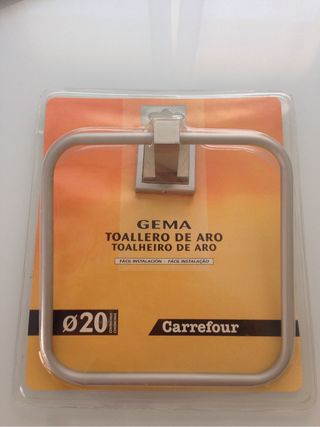 GEMA
TOALLERO DE ARO
TOALHEIRO DE ARO
FÁCIL INSTALACIÓN - FÁCIL INSTALAÇÃO
Ø20
Carrefour